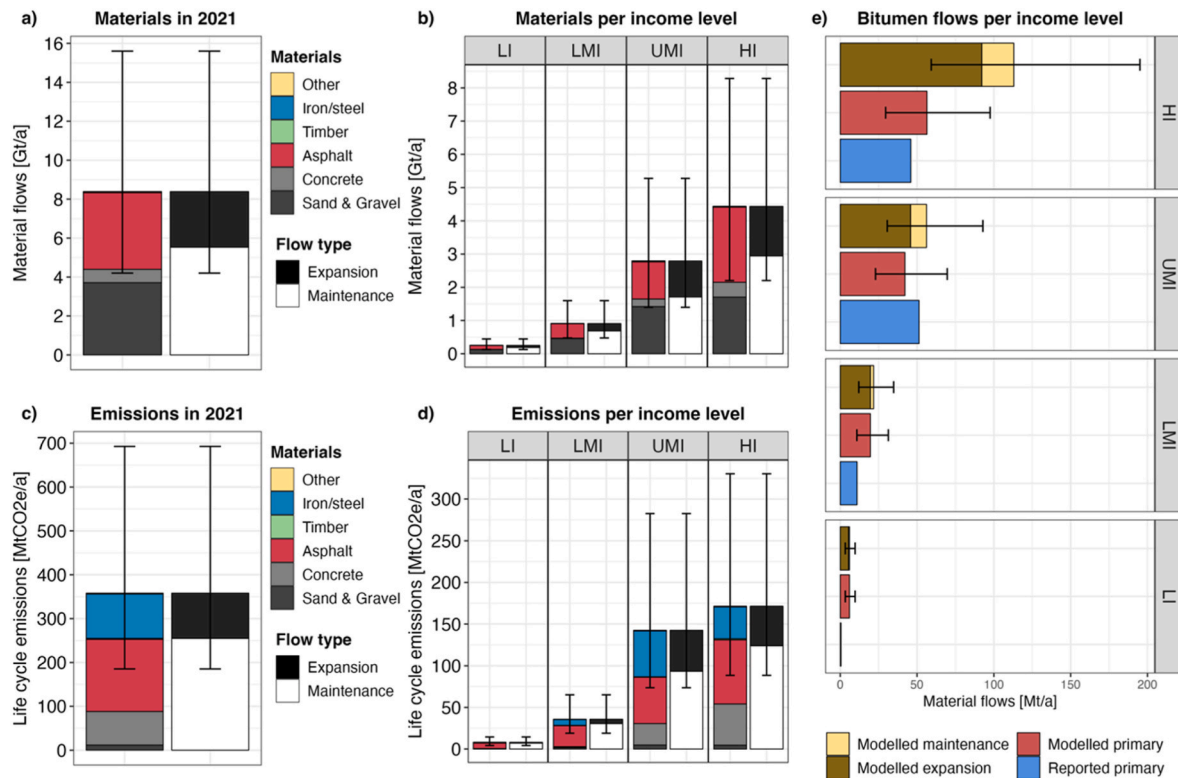 a) Materials in 2021
Material flows [Gt/a]
16
14
12
10
8
6
4
2
0
Materials
Other
Iron/steel
Timber
Asphalt
Concrete
Sand & Gravel
Flow type
Expansion
Maintenance
b) Materials per income level
LI LMI UMI HI
Material flows [Gt/a]
8
7
6
5
4
3
2
1
0
c) Emissions in 2021
Life cycle emissions [MtCO2e/a]
700
600
500
400
300
200
100
0
Materials
Other
Iron/steel
Timber
Asphalt
Concrete
Sand & Gravel
Flow type
Expansion
Maintenance
d) Emissions per income level
LI LMI UMI HI
Life cycle emissions [MtCO2e/a]
300
250
200
150
100
50
0
e) Bitumen flows per income level
HI
UMI
LMI
LI
0 50 100 150 200
Material flows [Mt/a]
Modelled maintenance Modelled primary
Modelled expansion Reported primary